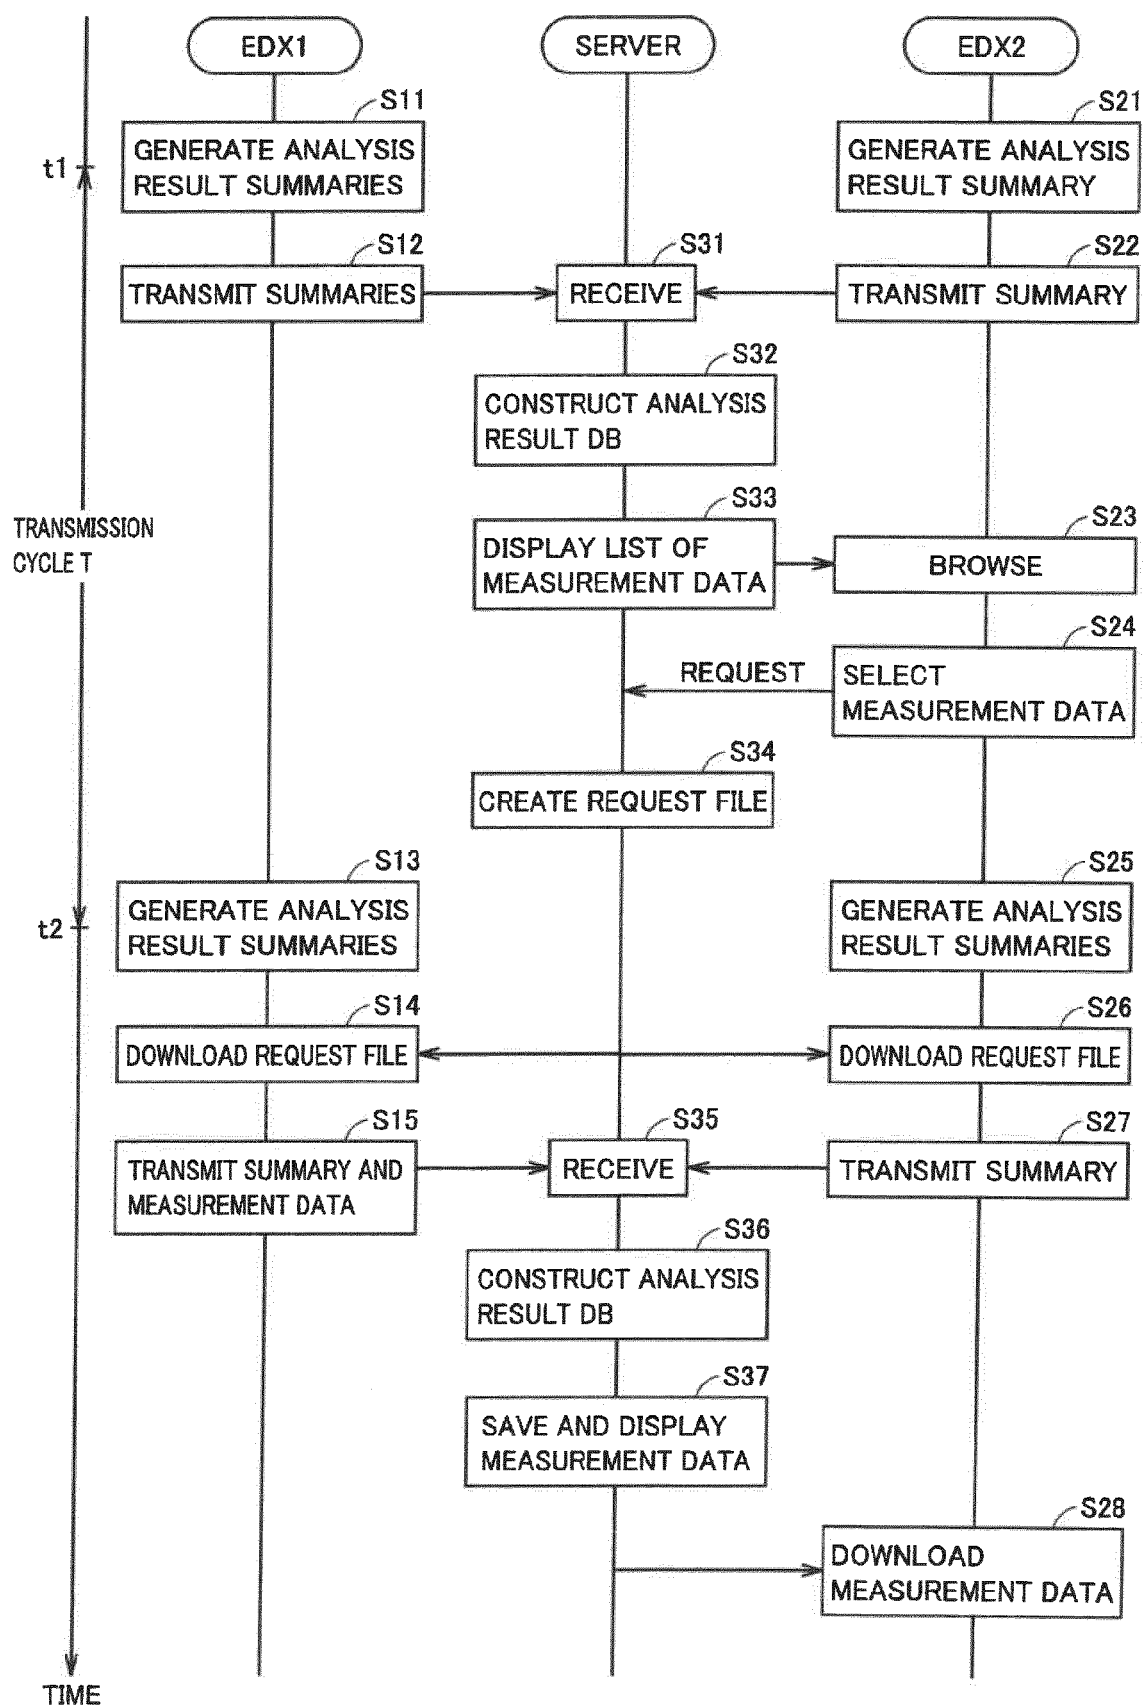 EDX1
SERVER
EDX2
S11
S21
GENERATE ANALYSIS
RESULT SUMMARIES
GENERATE ANALYSIS
RESULT SUMMARY
t1
S12
S31
S22
TRANSMIT SUMMARIES
RECEIVE
TRANSMIT SUMMARY
S32
CONSTRUCT ANALYSIS
RESULT DB
S33
S23
TRANSMISSION
CYCLE T
DISPLAY LIST OF
MEASUREMENT DATA
BROWSE
S24
REQUEST
SELECT
MEASUREMENT DATA
S34
CREATE REQUEST FILE
S13
S25
GENERATE ANALYSIS
RESULT SUMMARIES
GENERATE ANALYSIS
RESULT SUMMARIES
t2
S14
S26
DOWNLOAD REQUEST FILE
DOWNLOAD REQUEST FILE
S15
S35
S27
TRANSMIT SUMMARY AND
MEASUREMENT DATA
RECEIVE
TRANSMIT SUMMARY
S36
CONSTRUCT ANALYSIS
RESULT DB
S37
SAVE AND DISPLAY
MEASUREMENT DATA
S28
DOWNLOAD
MEASUREMENT DATA
TIME